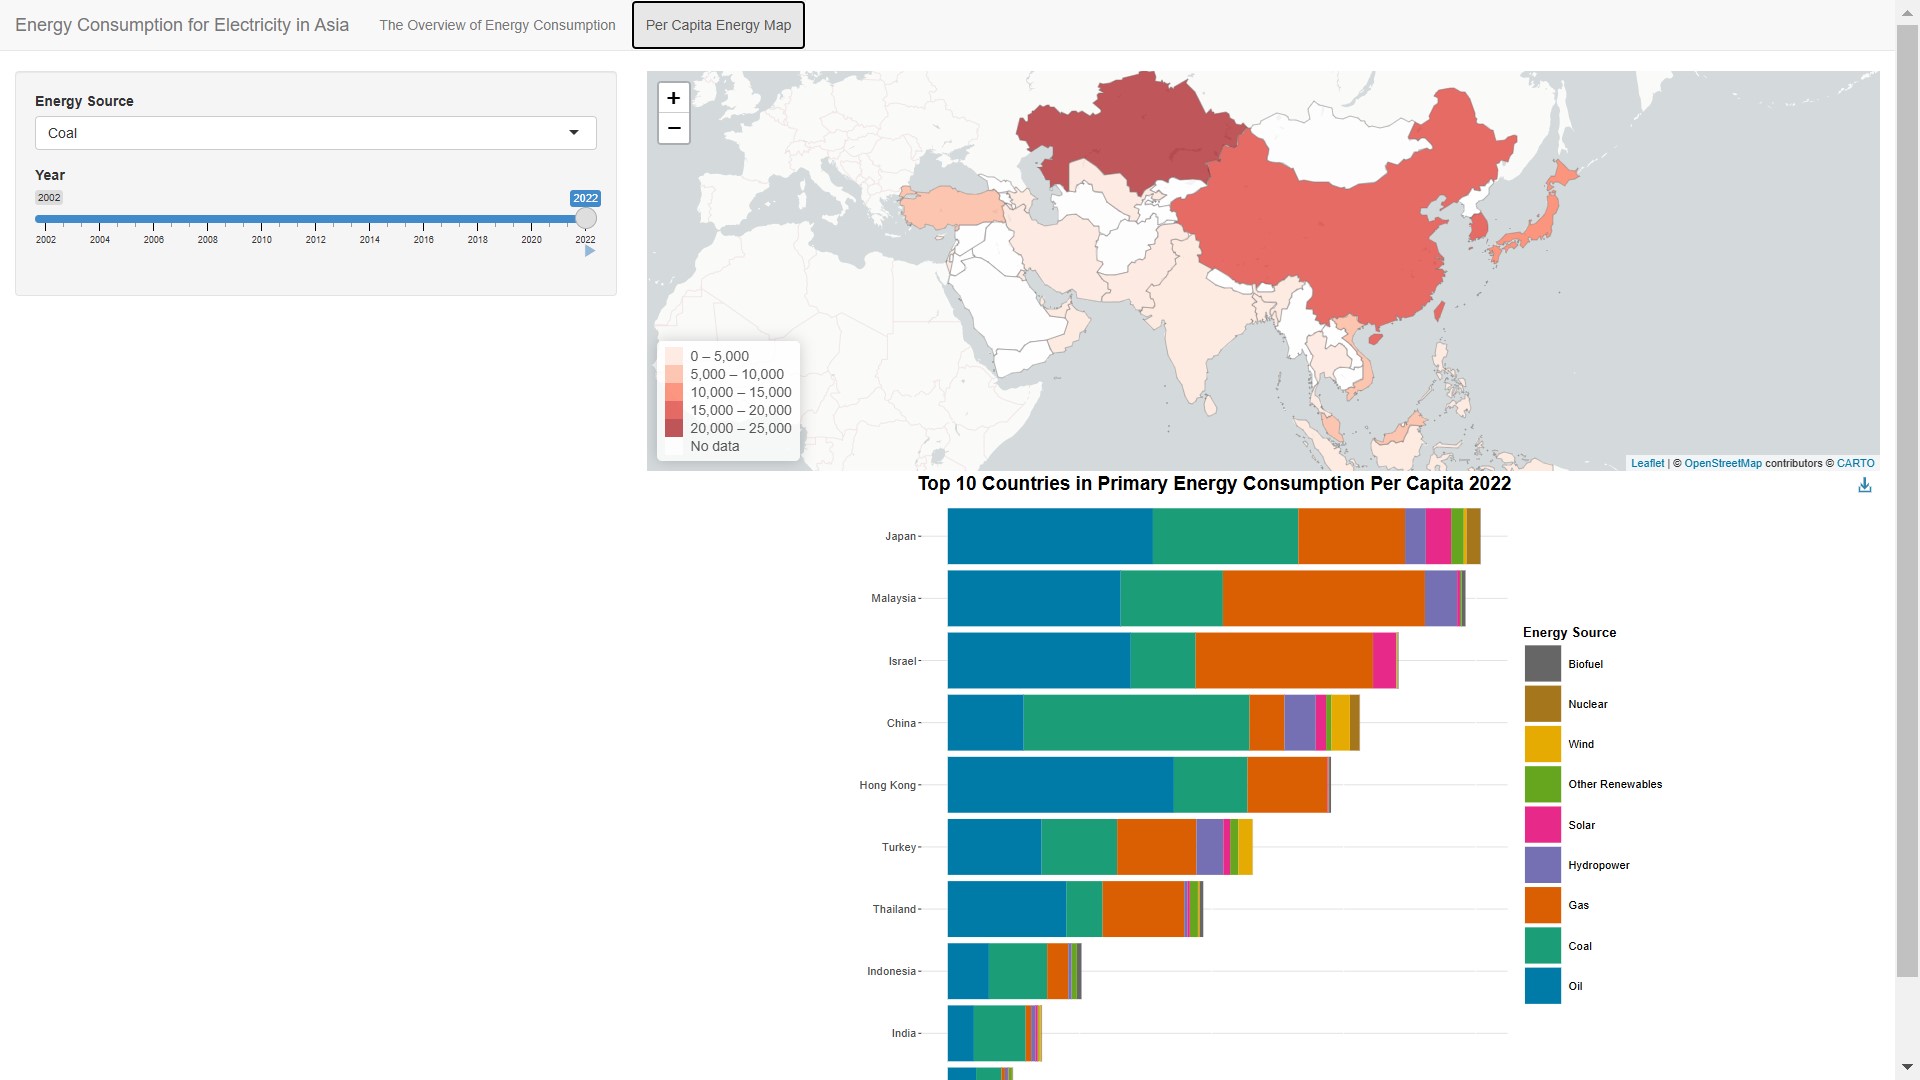 Energy Consumption for Electricity in Asia
The Overview of Energy Consumption
Per Capita Energy Map
Energy Source
Coal
Year
2002
2022
2002 2004 2006 2008 2010 2012 2014 2016 2018 2020 2022
+
−
0 – 5,000
5,000 – 10,000
10,000 – 15,000
15,000 – 20,000
20,000 – 25,000
No data
Leaflet | © OpenStreetMap contributors © CARTO
Top 10 Countries in Primary Energy Consumption Per Capita 2022
Japan
Malaysia
Israel
China
Hong Kong
Turkey
Thailand
Indonesia
India
Energy Source
Biofuel
Nuclear
Wind
Other Renewables
Solar
Hydropower
Gas
Coal
Oil